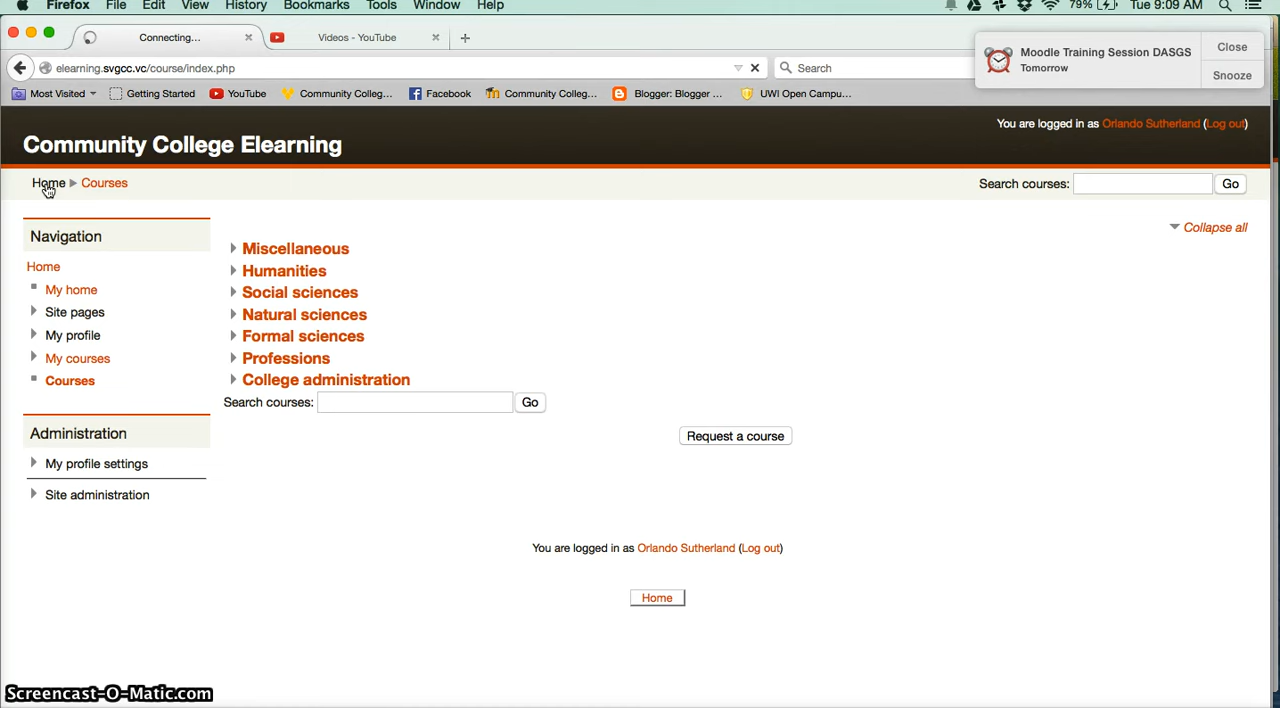 Firefox File Edit View History Bookmarks Tools Window Help 79% Tue 9:09 AM
Connecting... Videos - YouTube
Moodle Training Session DASGS Close
Tomorrow Snooze
elearning.svgcc.vc/course/index.php Search
Most Visited Getting Started YouTube Community Colleg... Facebook Community Colleg... Blogger: Blogger ... UWI Open Campu...
You are logged in as Orlando Sutherland (Log out)
Community College Elearning
Home Courses Search courses: Go
Collapse all
Navigation
Home
My home
Site pages
My profile
My courses
Courses
Administration
My profile settings
Site administration
Miscellaneous
Humanities
Social sciences
Natural sciences
Formal sciences
Professions
College administration
Search courses: Go
Request a course
You are logged in as Orlando Sutherland (Log out)
Home
Screencast-O-Matic.com